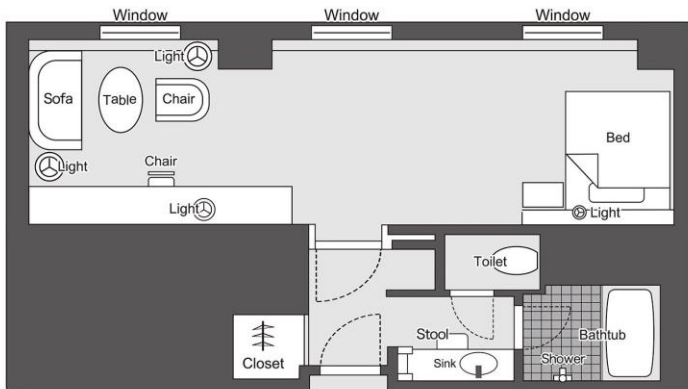 Window
Window
Window
Light
Sofa
Table
Chair
Bed
Light
Chair
Light
Light
Toilet
Stool
Bathtub
Closet
Sink
Shower